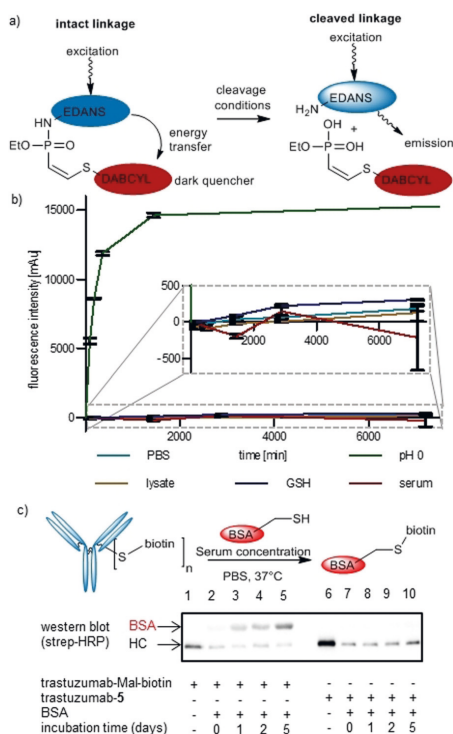 a)
intact linkage
cleaved linkage
excitation
excitation
EDANS
cleavage
conditions
H₂N
EDANS
HN
energy
transfer
OH
+
emission
EtO
P
O
EtO
P
OH
O
S
DABCYL
dark quencher
S
DABCYL
b)
fluorescence intensity [mAu]
15000
10000
5000
0
500
-500
2000
4000
6000
2000
4000
6000
time [min]
PBS
pH 0
lysate
GSH
serum
c)
BSA
SH
biotin
S
n
Serum concentration
PBS, 37°C
biotin
S
BSA
1 2 3 4 5 6 7 8 9 10
western blot
(strep-HRP)
BSA
HC
trastuzumab-Mal-biotin + + + + + - - - - -
trastuzumab-5 - - - - - + + + + +
BSA - + + + + - + + + +
incubation time (days) - 0 1 2 5 - 0 1 2 5